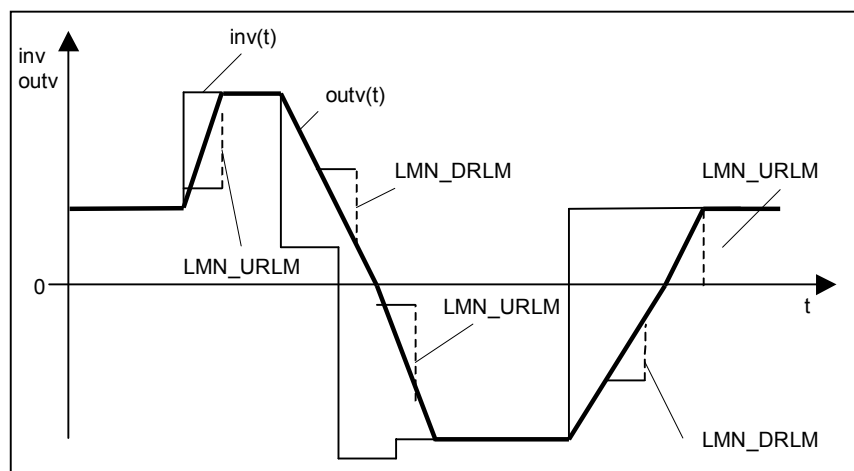 inv(t)
inv
outv
outv(t)
LMN_DRLM
LMN_URLM
LMN_URLM
LMN_URLM
0
t
LMN_DRLM